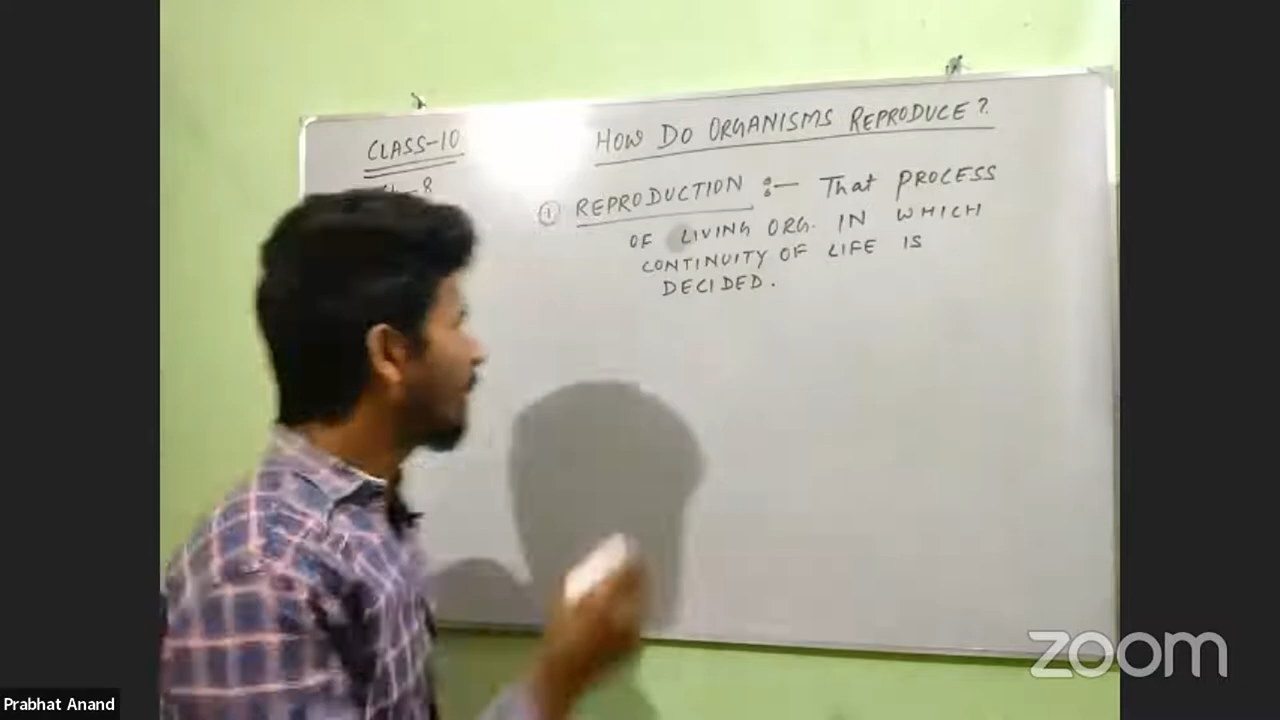 CLASS-10
HOW DO ORGANISMS REPRODUCE?
8
① REPRODUCTION :— That PROCESS
OF LIVING ORG. IN WHICH
CONTINUITY OF LIFE IS
DECIDED.
zoom
Prabhat Anand